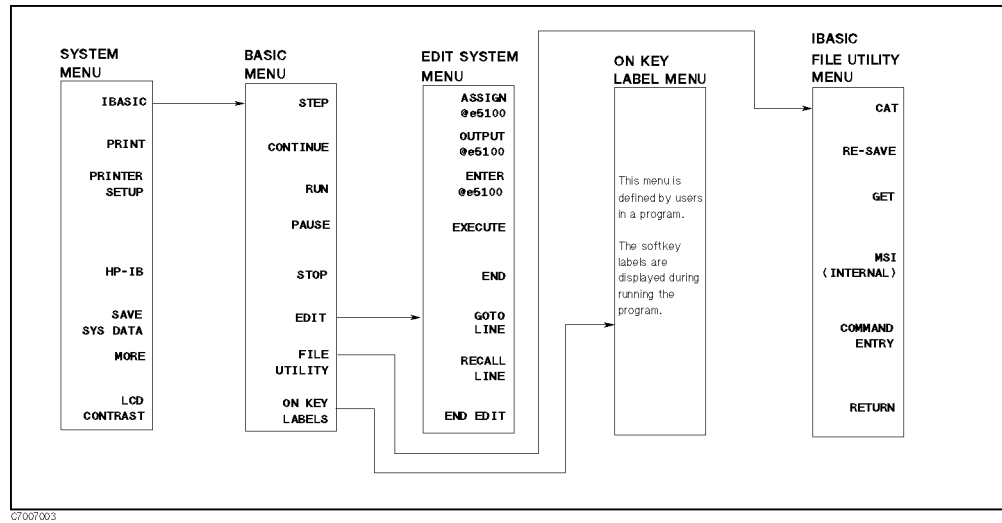 SYSTEM
MENU
IBASIC
PRINT
PRINTER
SETUP
HP-IB
SAVE
SYS DATA
MORE
LCD
CONTRAST
BASIC
MENU
STEP
CONTINUE
RUN
PAUSE
STOP
EDIT
FILE
UTILITY
ON KEY
LABELS
EDIT SYSTEM
MENU
ASSIGN
@e5100
OUTPUT
@e5100
ENTER
@e5100
EXECUTE
END
GOTO
LINE
RECALL
LINE
END EDIT
ON KEY
LABEL MENU
This menu is
defined by users
in a program.
The softkey
labels are
displayed during
running the
program.
IBASIC
FILE UTILITY
MENU
CAT
RE-SAVE
GET
MSI
(INTERNAL)
COMMAND
ENTRY
RETURN
C7007003